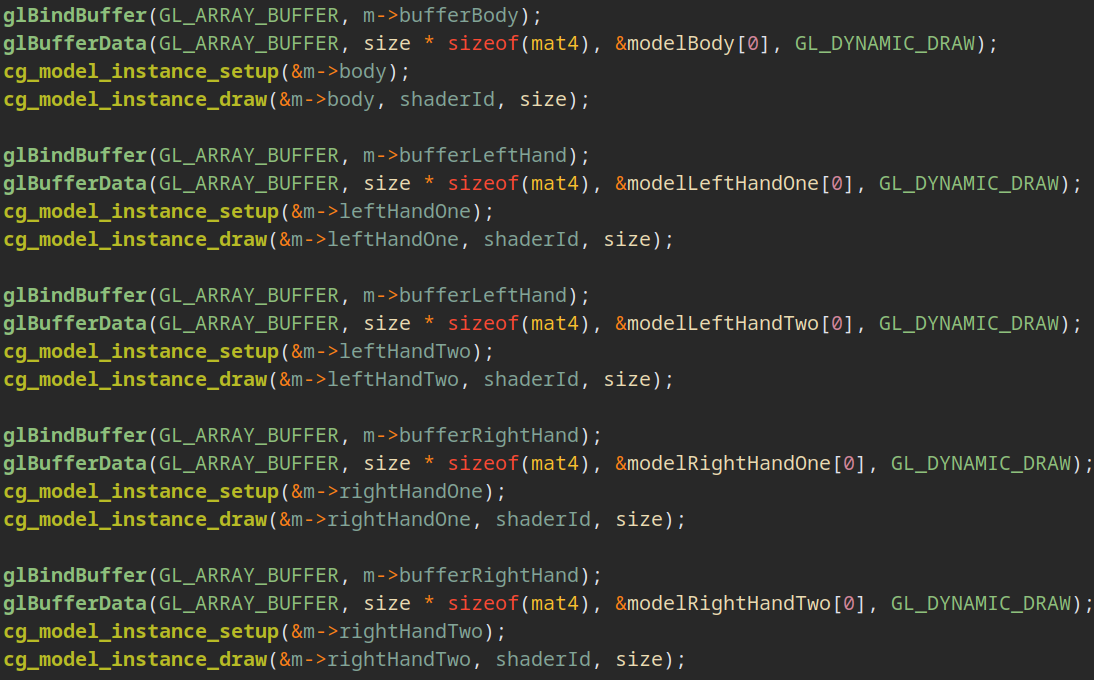 glBindBuffer(GL_ARRAY_BUFFER, m->bufferBody);
glBufferData(GL_ARRAY_BUFFER, size * sizeof(mat4), &modelBody[0], GL_DYNAMIC_DRAW);
cg_model_instance_setup(&m->body);
cg_model_instance_draw(&m->body, shaderId, size);

glBindBuffer(GL_ARRAY_BUFFER, m->bufferLeftHand);
glBufferData(GL_ARRAY_BUFFER, size * sizeof(mat4), &modelLeftHandOne[0], GL_DYNAMIC_DRAW);
cg_model_instance_setup(&m->leftHandOne);
cg_model_instance_draw(&m->leftHandOne, shaderId, size);

glBindBuffer(GL_ARRAY_BUFFER, m->bufferLeftHand);
glBufferData(GL_ARRAY_BUFFER, size * sizeof(mat4), &modelLeftHandTwo[0], GL_DYNAMIC_DRAW);
cg_model_instance_setup(&m->leftHandTwo);
cg_model_instance_draw(&m->leftHandTwo, shaderId, size);

glBindBuffer(GL_ARRAY_BUFFER, m->bufferRightHand);
glBufferData(GL_ARRAY_BUFFER, size * sizeof(mat4), &modelRightHandOne[0], GL_DYNAMIC_DRAW);
cg_model_instance_setup(&m->rightHandOne);
cg_model_instance_draw(&m->rightHandOne, shaderId, size);

glBindBuffer(GL_ARRAY_BUFFER, m->bufferRightHand);
glBufferData(GL_ARRAY_BUFFER, size * sizeof(mat4), &modelRightHandTwo[0], GL_DYNAMIC_DRAW);
cg_model_instance_setup(&m->rightHandTwo);
cg_model_instance_draw(&m->rightHandTwo, shaderId, size);